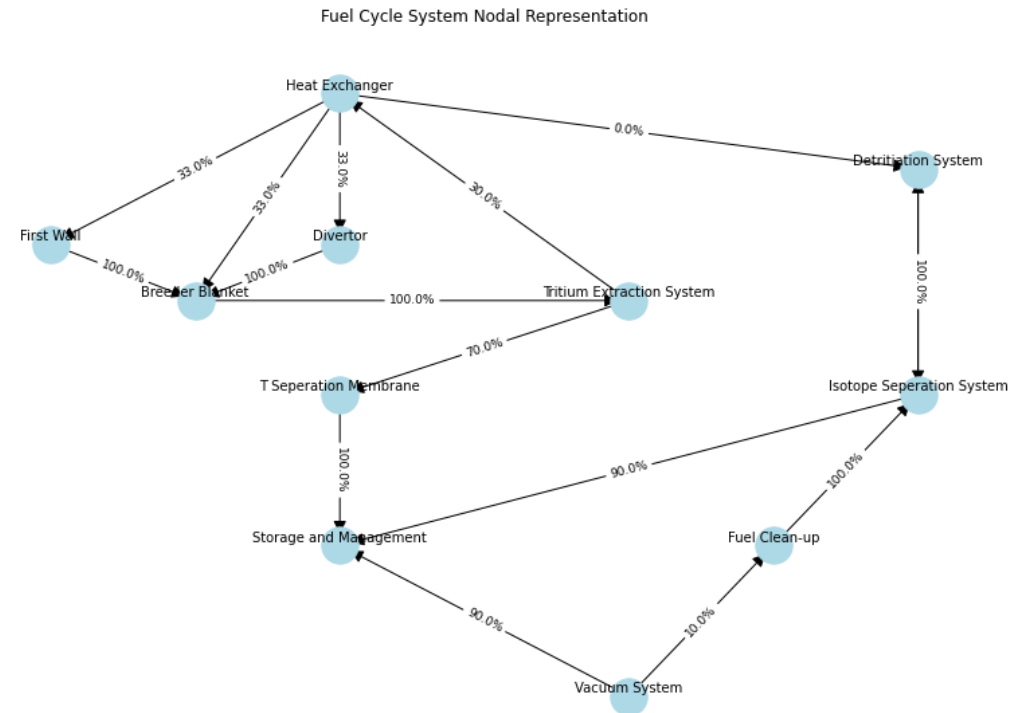 Fuel Cycle System Nodal Representation
Heat Exchanger
0.0%
Detritiation System
33.0%
33.0%
33.0%
30.0%
First Wall
Divertor
100.0%
100.0%
100.0%
Breeder Blanket
100.0%
Tritium Extraction System
70.0%
T Seperation Membrane
Isotope Seperation System
100.0%
90.0%
100.0%
Storage and Management
Fuel Clean-up
90.0%
10.0%
Vacuum System